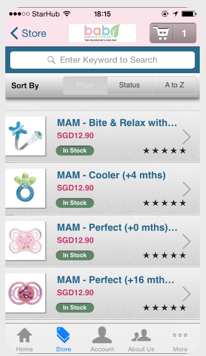 StarHub 18:15
Store
bab
1
Enter Keyword to Search
Sort By Price Status A to Z
MAM - Bite & Relax with...
SGD12.90
In Stock
MAM - Cooler (+4 mths)
SGD12.90
In Stock
MAM - Perfect (+0 mths)...
SGD12.90
In Stock
MAM - Perfect (+16 mth...
SGD12.90
In Stock
Home Store Account About Us More